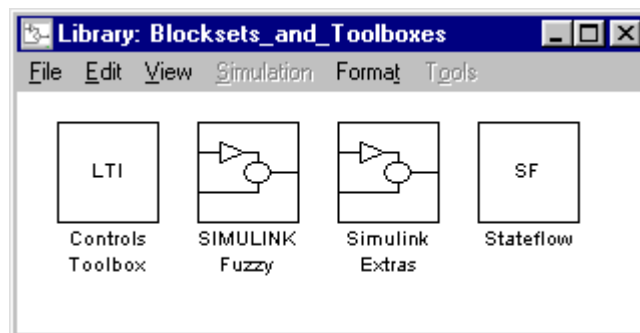 Library: Blocksets_and_Toolboxes
File Edit View Simulation Format Tools
LTI
SF
Controls Toolbox
SIMULINK Fuzzy
Simulink Extras
Stateflow